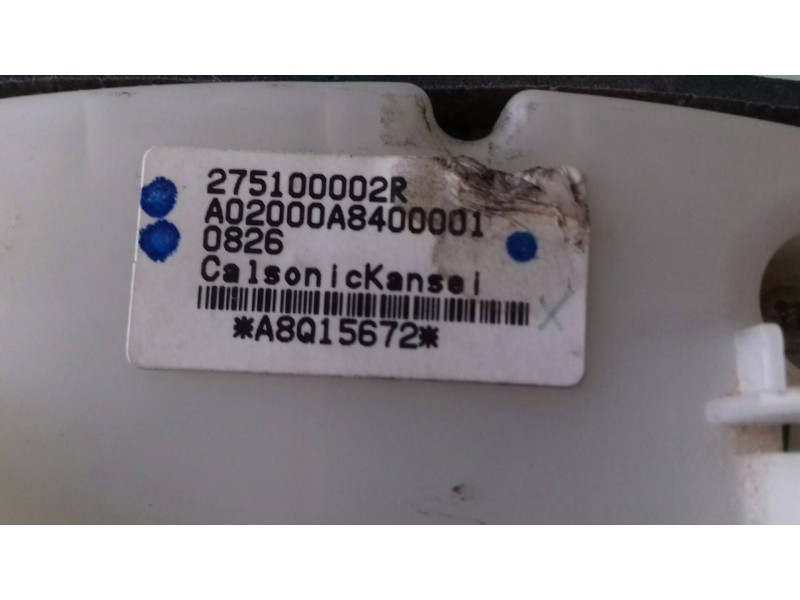 275100002R
A02000A8400001
0826
CalsonicKansei
*A8Q15672*